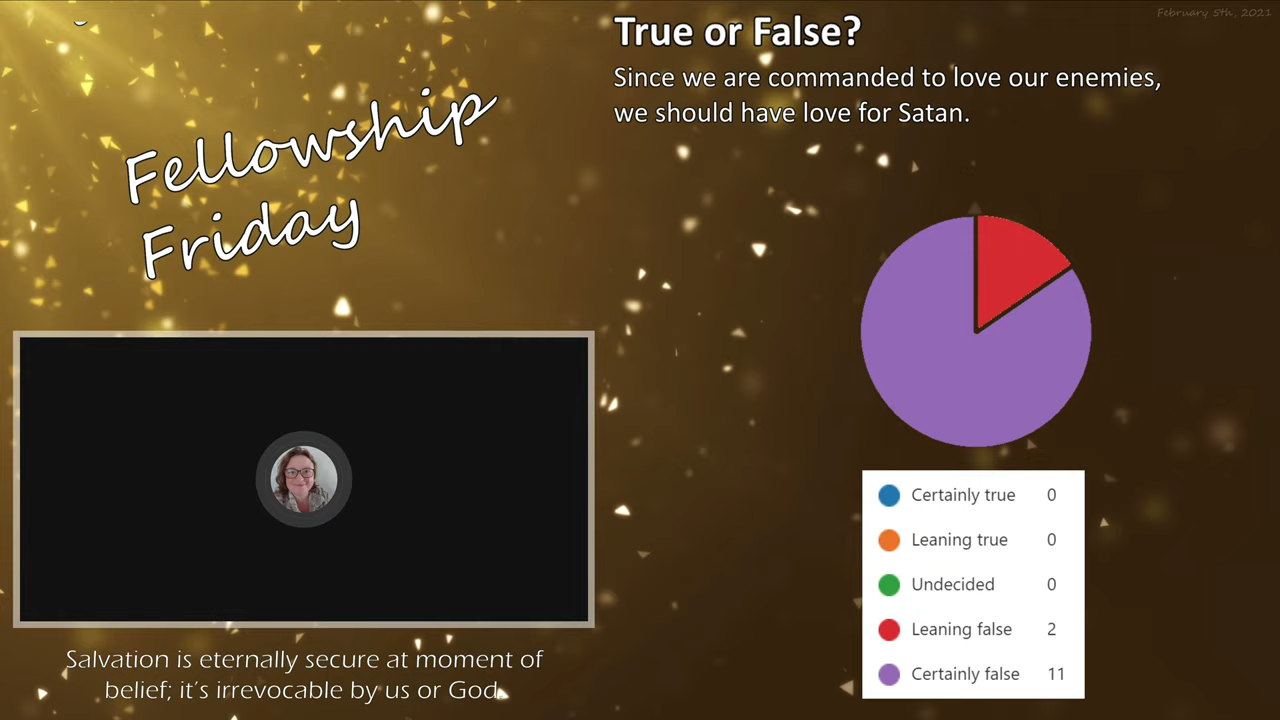 February 5th, 2021
Fellowship
Friday
True or False?
Since we are commanded to love our enemies,
we should have love for Satan.
Certainly true 0
Leaning true 0
Undecided 0
Leaning false 2
Certainly false 11
Salvation is eternally secure at moment of
belief; it's irrevocable by us or God.